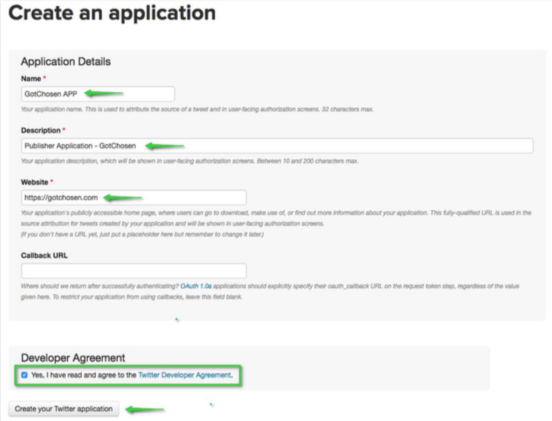 Create an application
Application Details
Name *
GotChosen APP
Your application name. This is used to attribute the source of a tweet and in user-facing authorization screens. 32 characters max.
Description *
Publisher Application - GotChosen
Your application description, which will be shown in user-facing authorization screens. Between 10 and 200 characters max.
Website *
https://gotchosen.com
Your application's publicly accessible home page, where users can go to download, make use of, or find out more information about your application. This fully-qualified URL is used in the
source attribution for tweets created by your application and will be shown in user-facing authorization screens.
(If you don't have a URL yet, just put a placeholder here but remember to change it later.)
Callback URL
Where should we return after successfully authenticating? OAuth 1.0a applications should explicitly specify their oauth_callback URL on the request token step, regardless of the value
given here. To restrict your application from using callbacks, leave this field blank.
Developer Agreement
Yes, I have read and agree to the Twitter Developer Agreement.
Create your Twitter application